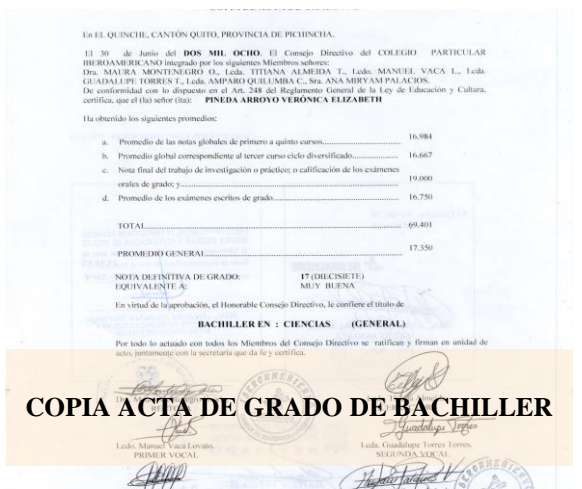 En EL QUINCHE, CANTÓN QUITO, PROVINCIA DE PICHINCHA.
El 30 de Junio del DOS MIL OCHO. El Consejo Directivo del COLEGIO PARTICULAR
IBEROAMERICANO integrado por los siguientes Miembros señores:
Dra. MAURA MONTENEGRO O., Lcda. TITIANA ALMEIDA T., Lcdo. MANUEL VACA L., Lcda.
GUADALUPE TORRES T., Lcda. AMPARO QUILUMBA C., Sra. ANA MIRYAM PALACIOS.
De conformidad con lo dispuesto en el Art. 248 del Reglamento General de la Ley de Educación y Cultura,
certifica, que el (la) señor (ita): PINEDA ARROYO VERÓNICA ELIZABETH
Ha obtenido los siguientes promedios:
a. Promedio de las notas globales de primero a quinto cursos 16.984
b. Promedio global correspondiente al tercer curso ciclo diversificado 16.667
c. Nota final del trabajo de investigación o práctico; o calificación de los exámenes
orales de grado; y 19.000
d. Promedio de los exámenes escritos de grado 16.750
TOTAL 69.401
PROMEDIO GENERAL 17.350
NOTA DEFINITIVA DE GRADO: 17 (DIECISIETE)
EQUIVALENTE A: MUY BUENA
En virtud de la aprobación, el Honorable Consejo Directivo, le confiere el título de
BACHILLER EN : CIENCIAS (GENERAL)
Por todo lo actuado con todos los Miembros del Consejo Directivo se ratifican y firman en unidad de
acto, juntamente con la secretaria que da fe y certifica.
COPIA ACTA DE GRADO DE BACHILLER
Lcdo. Manuel Vaca Lovato.
PRIMER VOCAL
Lcda. Guadalupe Torres Torres.
SEGUNDA VOCAL